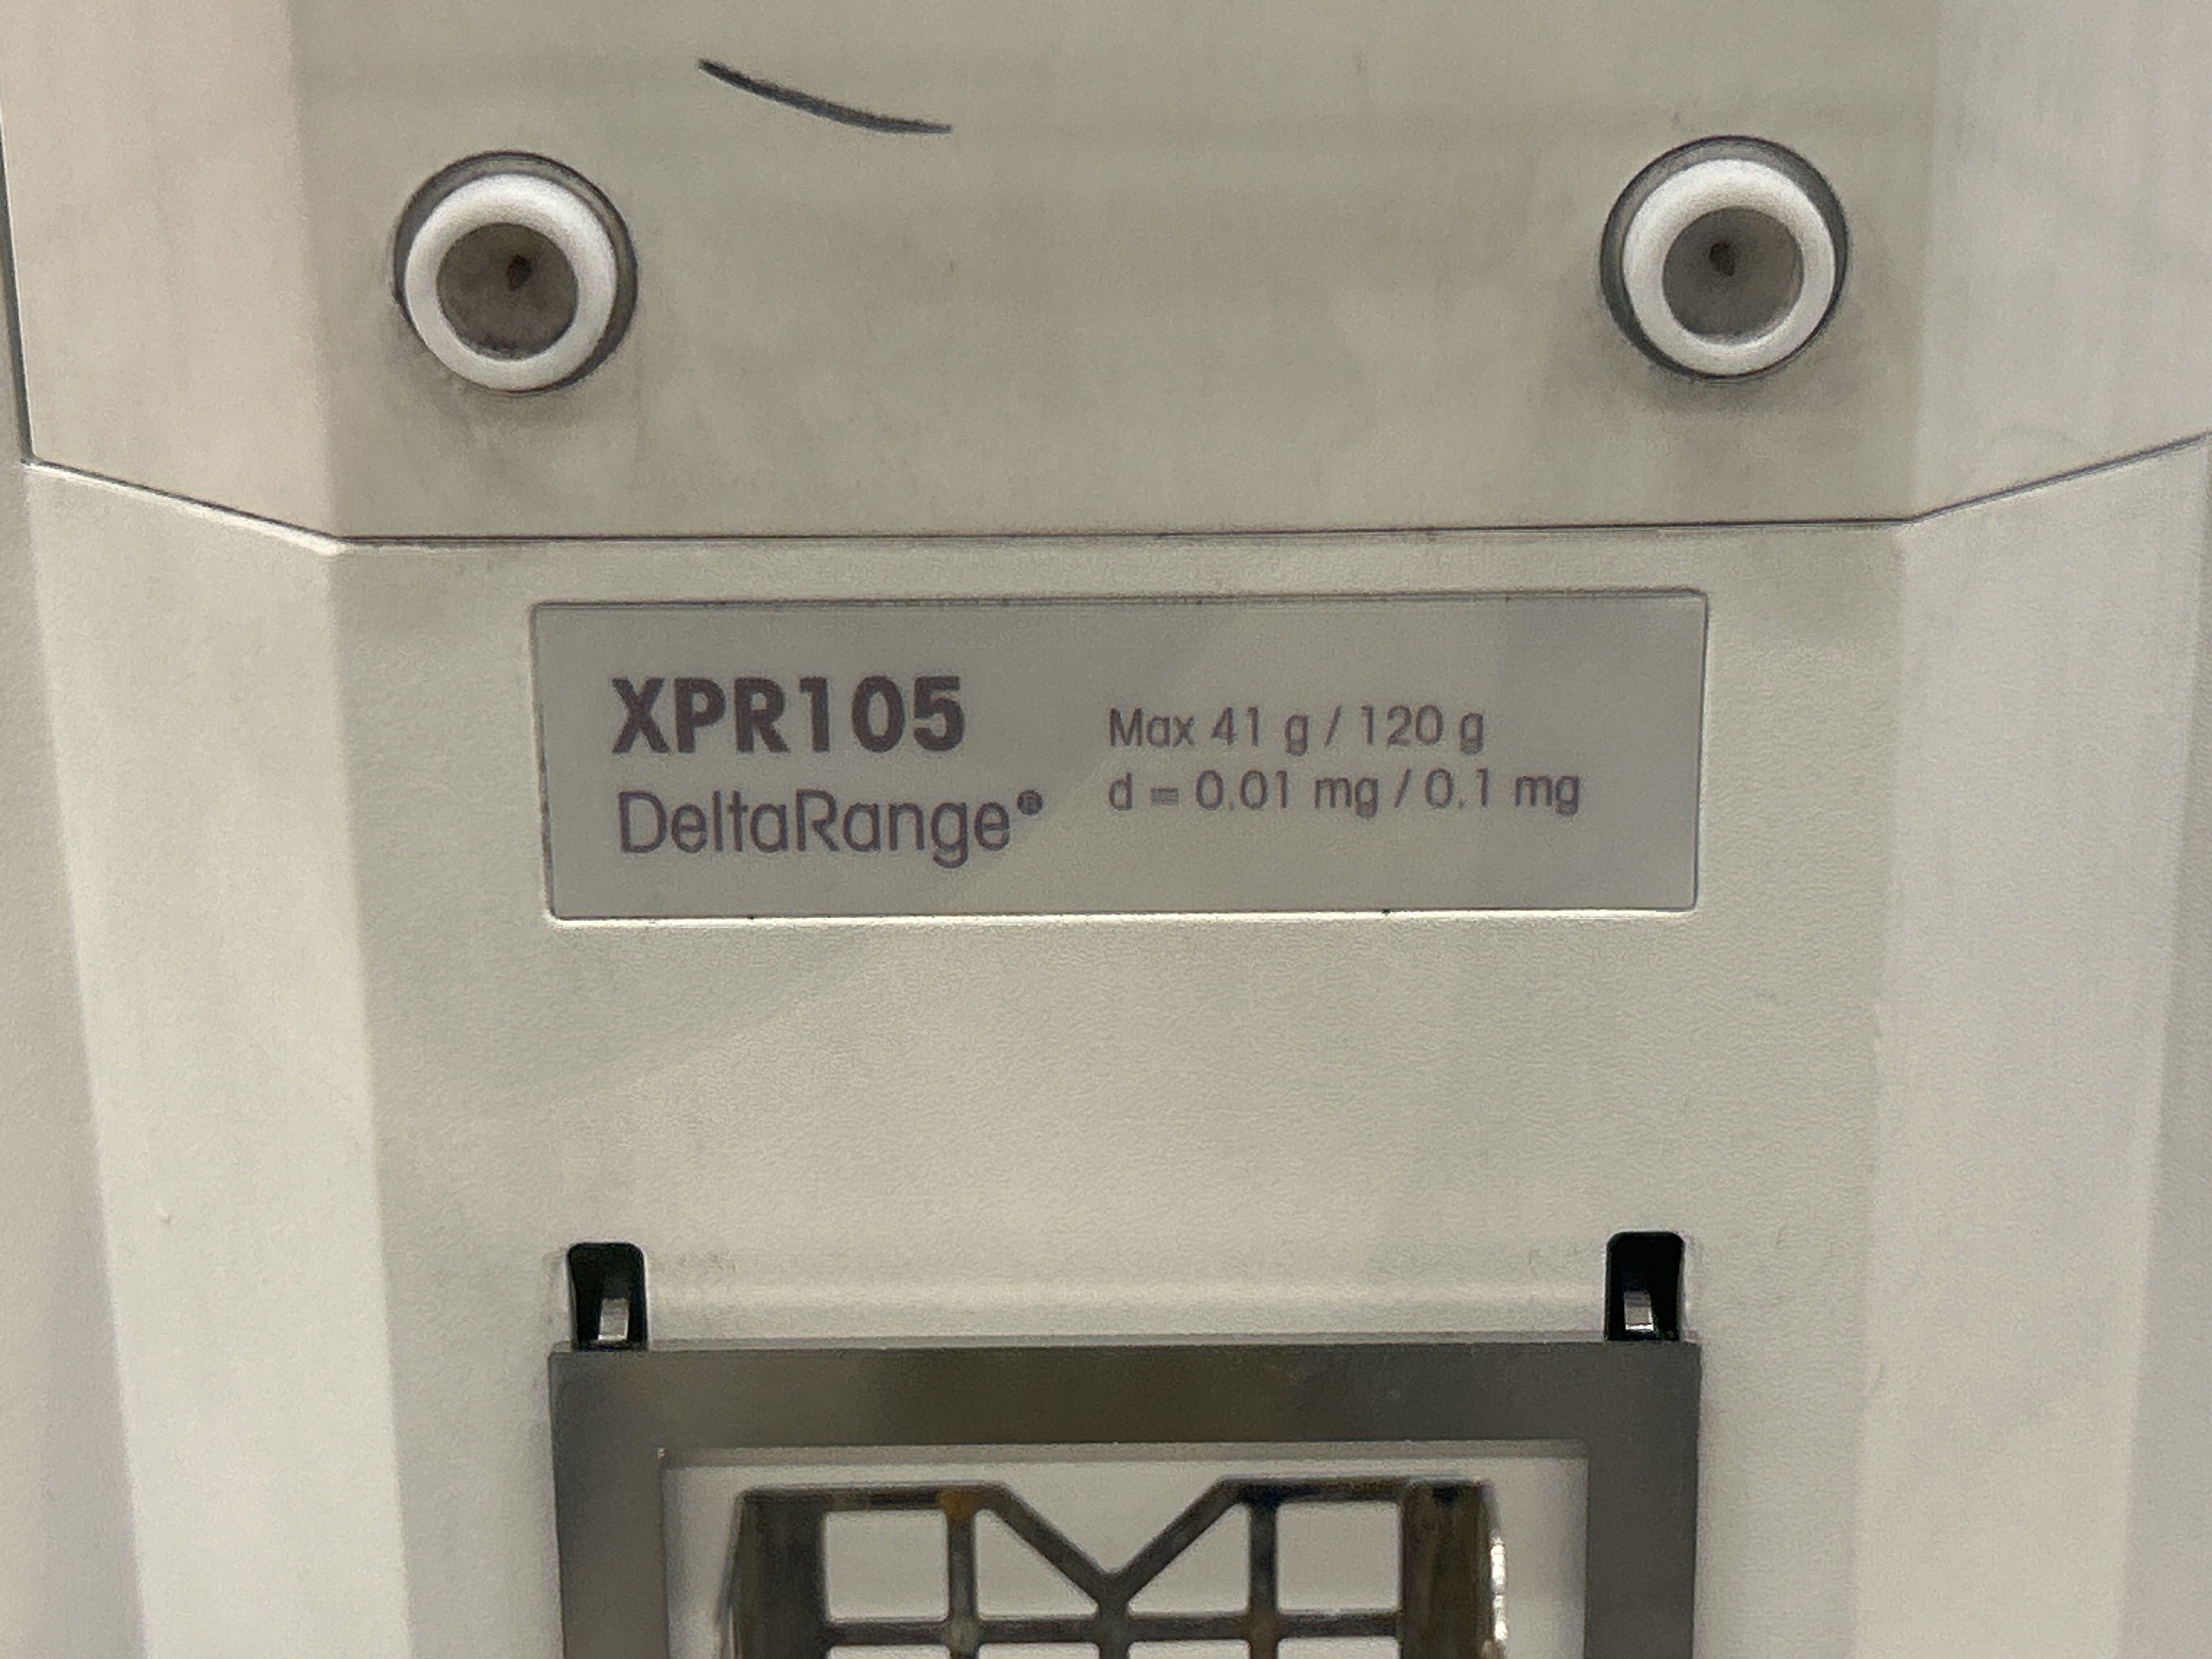 XPR105
DeltaRange®
Max 41 g / 120 g
d = 0.01 mg / 0.1 mg